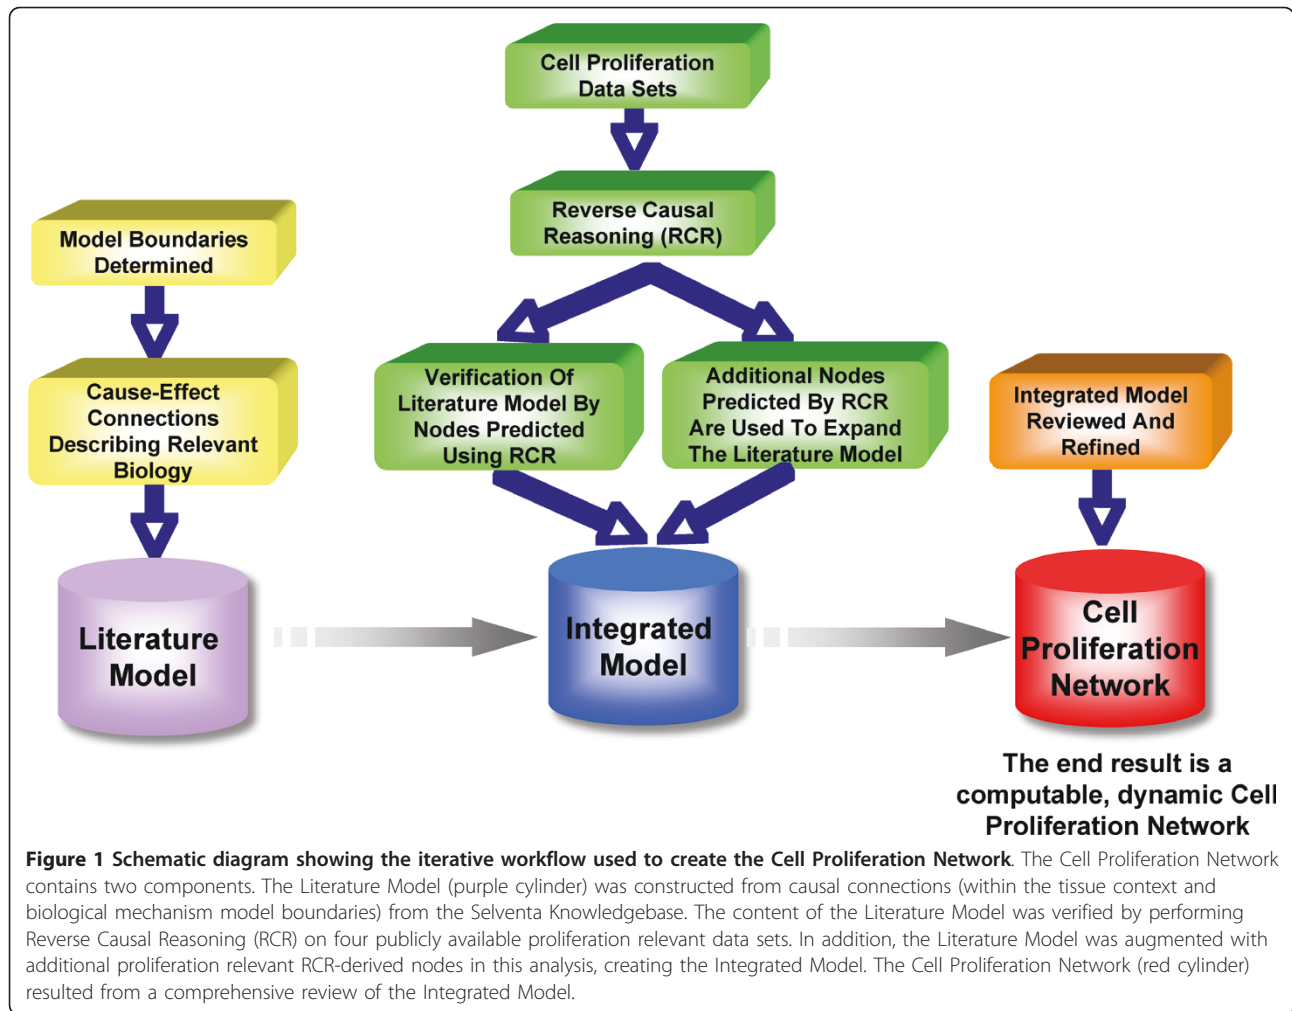 Cell Proliferation
Data Sets
Reverse Causal
Reasoning (RCR)
Model Boundaries
Determined
Cause-Effect
Connections
Describing Relevant
Biology
Verification Of
Literature Model By
Nodes Predicted
Using RCR
Additional Nodes
Predicted By RCR
Are Used To Expand
The Literature Model
Integrated Model
Reviewed And
Refined
Literature
Model
Integrated
Model
Cell
Proliferation
Network
The end result is a
computable, dynamic Cell
Proliferation Network
Figure 1 Schematic diagram showing the iterative workflow used to create the Cell Proliferation Network. The Cell Proliferation Network
contains two components. The Literature Model (purple cylinder) was constructed from causal connections (within the tissue context and
biological mechanism model boundaries) from the Selventa Knowledgebase. The content of the Literature Model was verified by performing
Reverse Causal Reasoning (RCR) on four publicly available proliferation relevant data sets. In addition, the Literature Model was augmented with
additional proliferation relevant RCR-derived nodes in this analysis, creating the Integrated Model. The Cell Proliferation Network (red cylinder)
resulted from a comprehensive review of the Integrated Model.